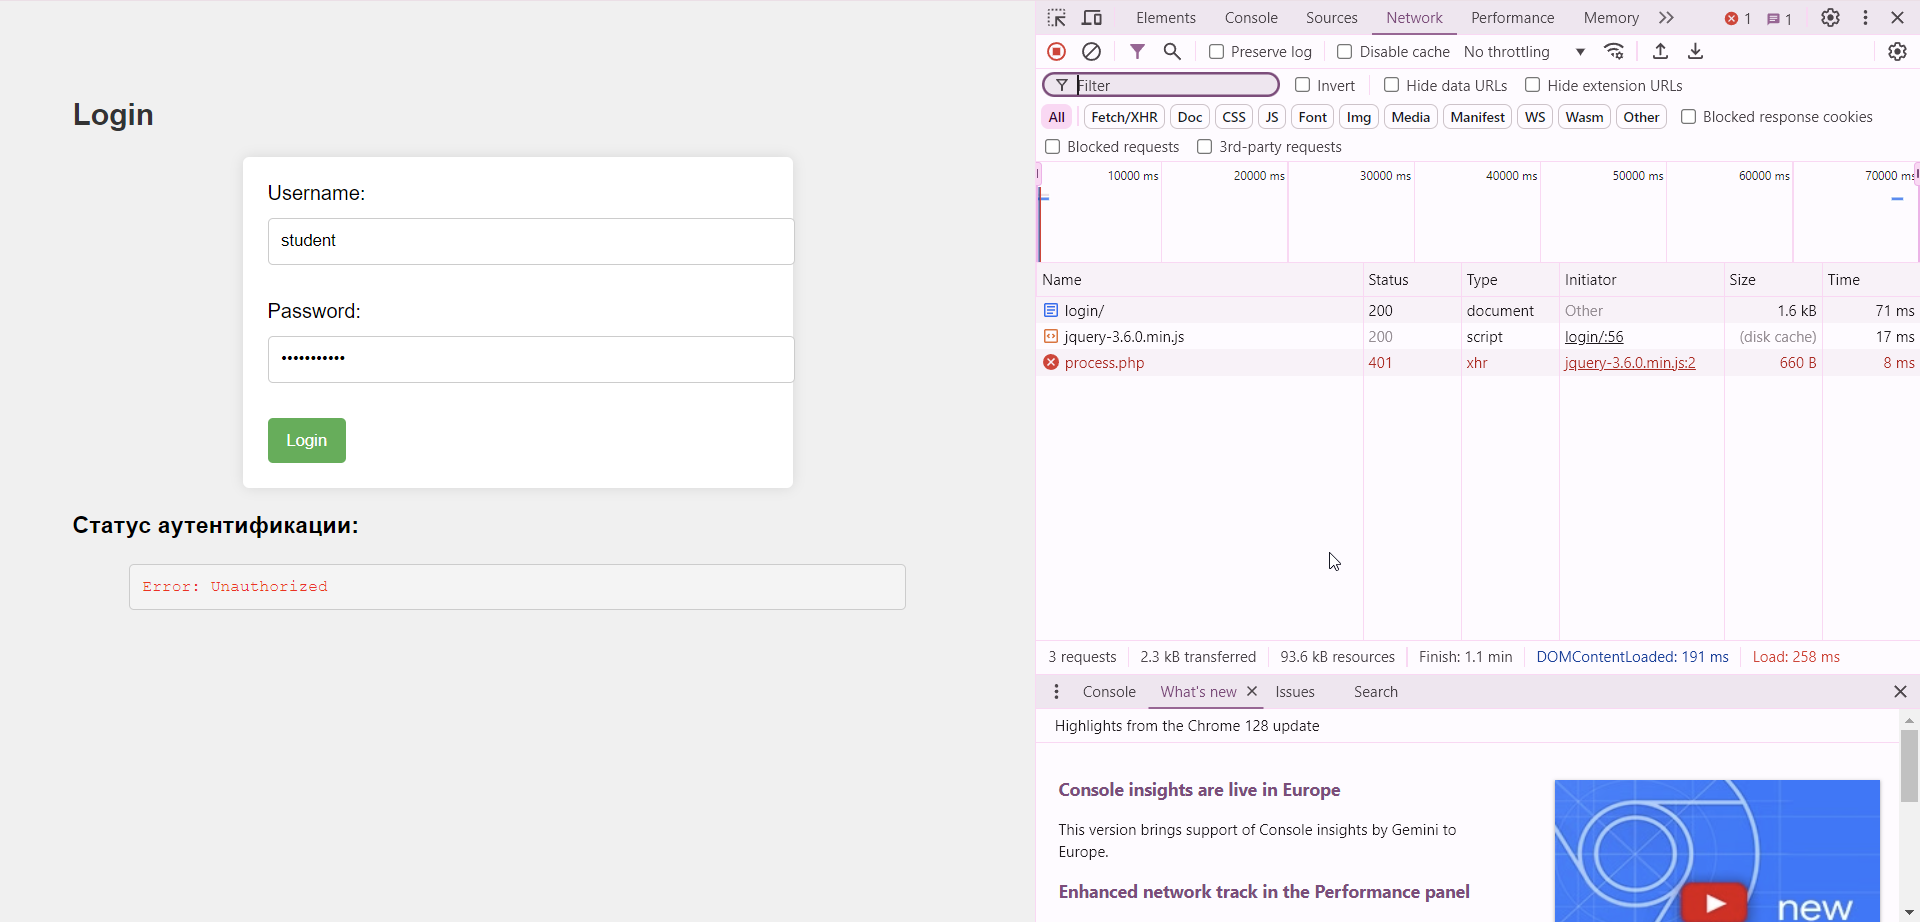 Login
Username:
student
Password:
•••••••••••
Login
Статус аутентификации:
Error: Unauthorized
Elements Console Sources Network Performance Memory 1 1
Preserve log Disable cache No throttling
Filter Invert Hide data URLs Hide extension URLs
All Fetch/XHR Doc CSS JS Font Img Media Manifest WS Wasm Other Blocked response cookies
Blocked requests 3rd-party requests
10000 ms 20000 ms 30000 ms 40000 ms 50000 ms 60000 ms 70000 ms
Name Status Type Initiator Size Time
login/ 200 document Other 1.6 kB 71 ms
jquery-3.6.0.min.js 200 script login/:56 (disk cache) 17 ms
process.php 401 xhr jquery-3.6.0.min.js:2 660 B 8 ms
3 requests 2.3 kB transferred 93.6 kB resources Finish: 1.1 min DOMContentLoaded: 191 ms Load: 258 ms
Console What's new Issues Search
Highlights from the Chrome 128 update
Console insights are live in Europe
This version brings support of Console insights by Gemini to
Europe.
Enhanced network track in the Performance panel
new